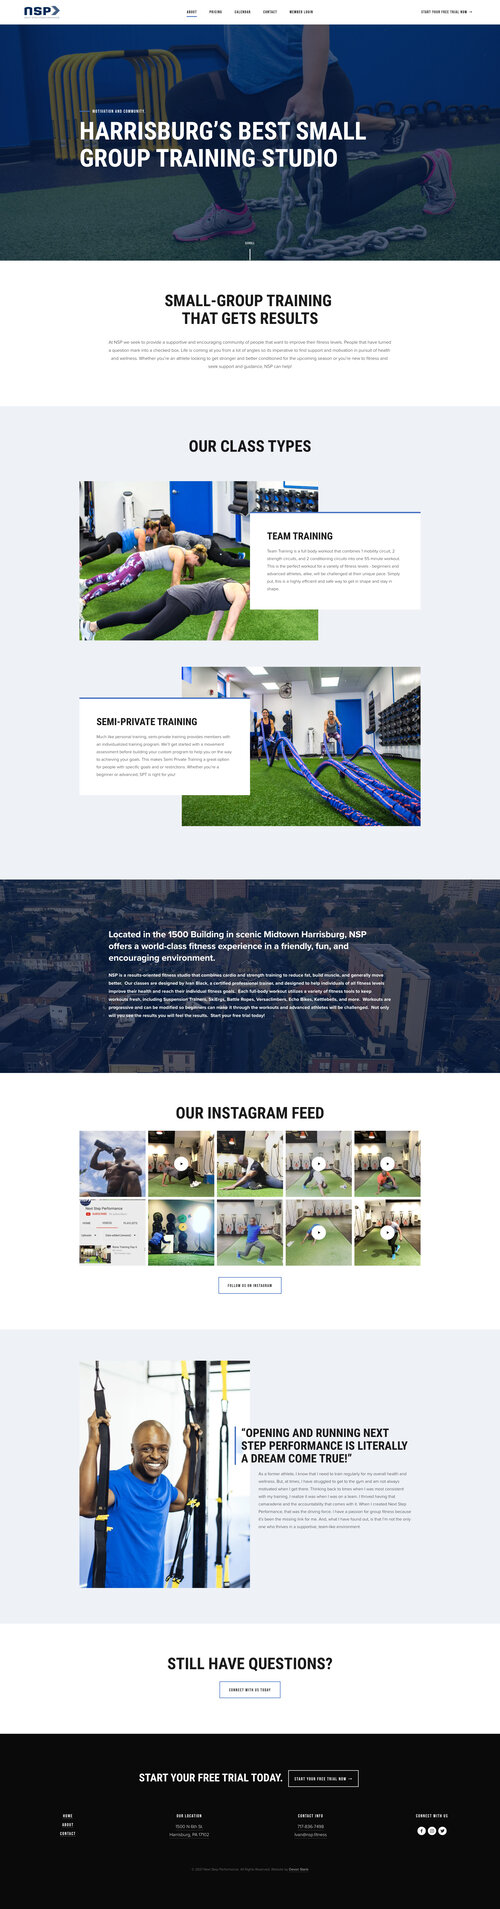 NSP
ABOUT PRICING CALENDAR CONTACT MEMBER LOGIN
START YOUR FREE TRIAL NOW →
MOTIVATION AND COMMUNITY.
HARRISBURG'S BEST SMALL
GROUP TRAINING STUDIO
SCROLL
SMALL-GROUP TRAINING
THAT GETS RESULTS
At NSP we seek to provide a supportive and encouraging community of people that want to improve their fitness levels. People that have turned
a question mark into a checked box. Life is coming at you from a lot of angles so its imperative to find support and motivation in pursuit of health
and wellness. Whether you're an athlete looking to get stronger and better conditioned for the upcoming season or you're new to fitness and
seek support and guidance, NSP can help!
OUR CLASS TYPES
TEAM TRAINING
Team Training is a full body workout that combines 1 mobility circuit, 2
strength circuits, and 2 conditioning circuits into one 55 minute workout.
This is the perfect workout for a variety of fitness levels - beginners and
advanced athletes, alike, will be challenged at their unique pace. Simply
put, this is a highly efficient and safe way to get in shape and stay in
shape.
SEMI-PRIVATE TRAINING
Much like personal training, semi-private training provides members with
an individualized training program. We'll get started with a movement
assessment before building your custom program to help you on the way
to achieving your goals. This makes Semi Private Training a great option
for people with specific goals and or restrictions. Whether you're a
beginner or advanced, SPT is right for you!
Located in the 1500 Building in scenic Midtown Harrisburg, NSP
offers a world-class fitness experience in a friendly, fun, and
encouraging environment.
NSP is a results-oriented fitness studio that combines cardio and strength training to reduce fat, build muscle, and generally move
better. Our classes are designed by Ivan Black, a certified professional trainer, and designed to help individuals of all fitness levels
improve their health and reach their individual fitness goals. Each full-body workout utilizes a variety of fitness tools to keep
workouts fresh, including Suspension Trainers, SkiErgs, Battle Ropes, Versaclimbers, Echo Bikes, Kettlebells, and more. Workouts are
progressive and can be modified so beginners can make it through the workouts and advanced athletes will be challenged. Not only
will you see the results you will feel the results. Start your free trial today!
OUR INSTAGRAM FEED
Next Step Performance
SUBSCRIBE
HOME VIDEOS PLAYLISTS
Uploads
Date added (newest)
FOLLOW US ON INSTAGRAM
“OPENING AND RUNNING NEXT
STEP PERFORMANCE IS LITERALLY
A DREAM COME TRUE!”
As a former athlete, I know that I need to train regularly for my overall health and
wellness. But, at times, I have struggled to get to the gym and am not always
motivated when I get there. Thinking back to times when I was most consistent
with my training, I realize it was when I was on a team. I thrived having that
camaraderie and the accountability that comes with it. When I created Next Step
Performance, that was the driving force. I have a passion for group fitness because
it's been the missing link for me. And, what I have found out, is that I'm not the only
one who thrives in a supportive, team-like environment.
STILL HAVE QUESTIONS?
CONNECT WITH US TODAY
START YOUR FREE TRIAL TODAY.
START YOUR FREE TRIAL NOW →
HOME
ABOUT
CONTACT
OUR LOCATION
1500 N 6th St.
Harrisburg, PA 17102
CONTACT INFO
717-836-7498
ivan@nsp.fitness
CONNECT WITH US